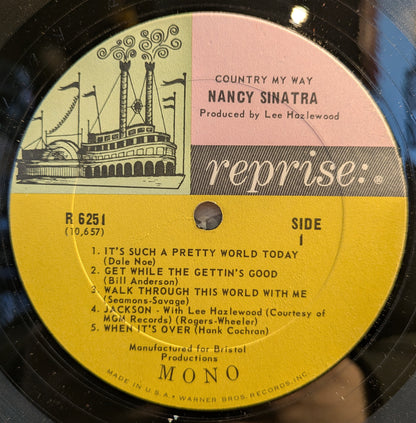 COUNTRY MY WAY
NANCY SINATRA
Produced by Lee Hazlewood
reprise:®
R 6251
(10,657)
SIDE
1
1. IT'S SUCH A PRETTY WORLD TODAY
(Dale Noe)
2. GET WHILE THE GETTIN'S GOOD
(Bill Anderson)
3. WALK THROUGH THIS WORLD WITH ME
(Seamons-Savage)
4. JACKSON - With Lee Hazlewood (Courtesy of
MGM Records) (Rogers-Wheeler)
5. WHEN IT'S OVER (Hank Cochran)
Manufactured for Bristol
Productions
MONO
MADE IN U.S.A. • WARNER BROS. RECORDS, INC.